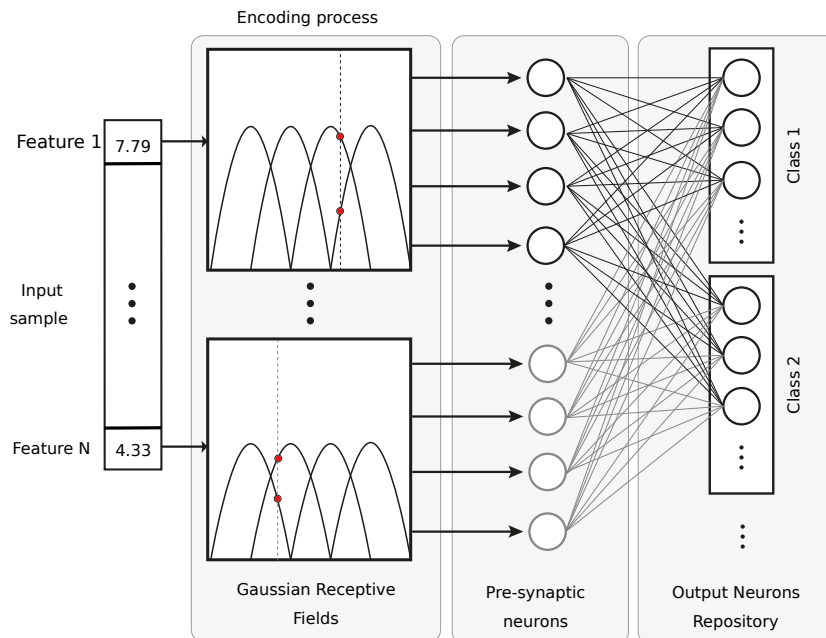 Encoding process
Feature 1
7.79
Input
sample
Feature N
4.33
Class 1
Class 2
Gaussian Receptive
Fields
Pre-synaptic
neurons
Output Neurons
Repository